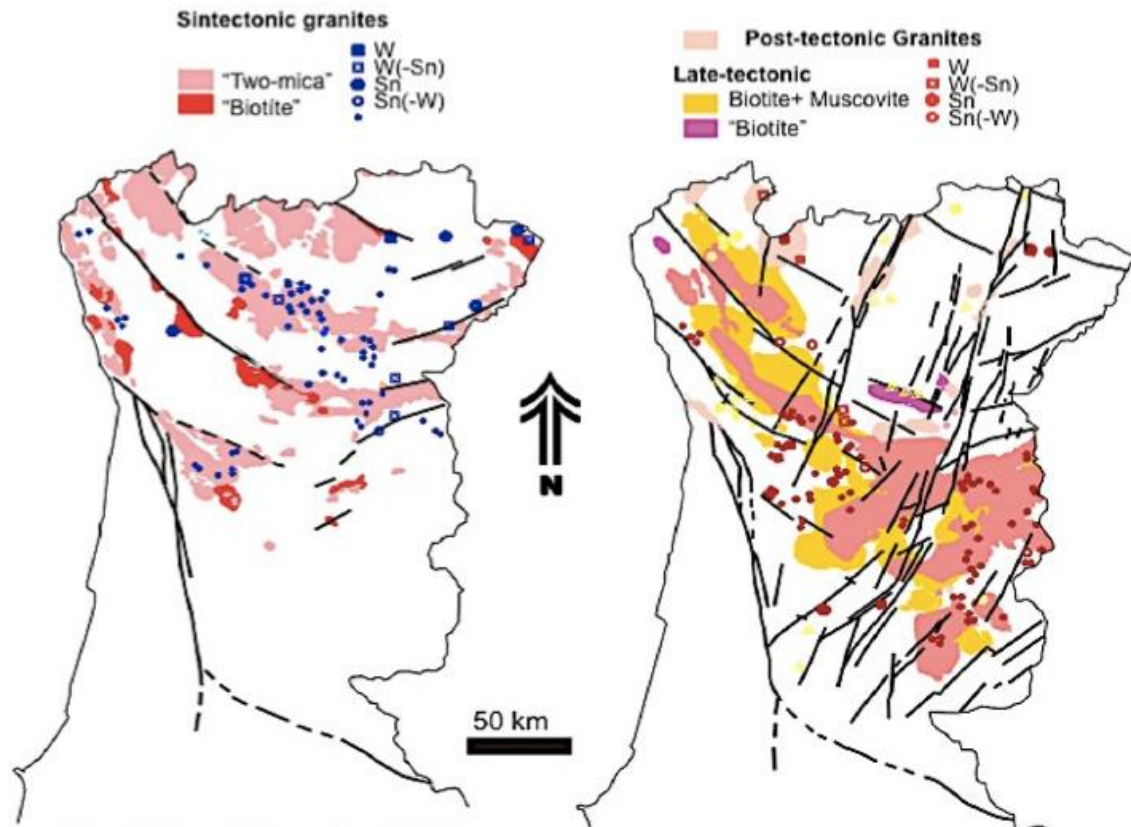 Sintectonic granites
W
W(-Sn)
"Two-mica"
Sn
"Biotite"
Sn(-W)
Post-tectonic Granites
W
Late-tectonic
W(-Sn)
Biotite+ Muscovite
Sn
"Biotite"
Sn(-W)
N
50 km